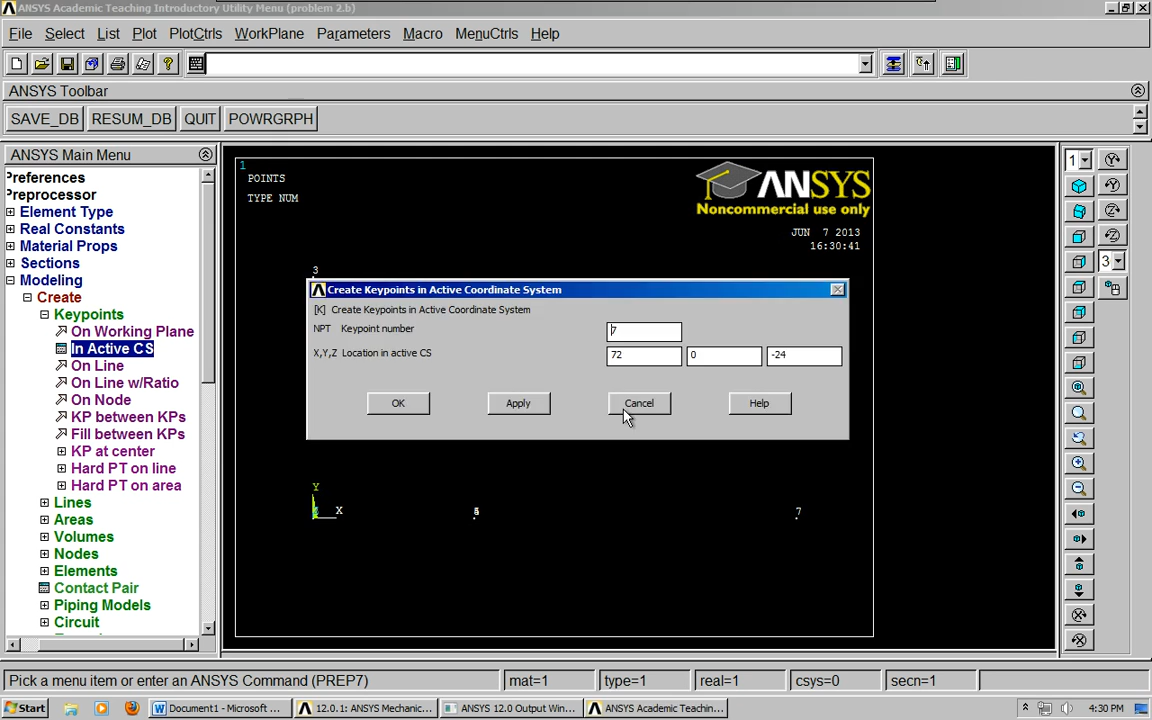 ANSYS Academic Teaching Introductory Utility Menu (problem 2.b)
File Select List Plot PlotCtrls WorkPlane Parameters Macro MenuCtrls Help
ANSYS Toolbar
SAVE_DB RESUM_DB QUIT POWRGRPH
ANSYS Main Menu
Preferences
Preprocessor
Element Type
Real Constants
Material Props
Sections
Modeling
Create
Keypoints
On Working Plane
In Active CS
On Line
On Line w/Ratio
On Node
KP between KPs
Fill between KPs
KP at center
Hard PT on line
Hard PT on area
Lines
Areas
Volumes
Nodes
Elements
Contact Pair
Piping Models
Circuit
1
POINTS
TYPE NUM
ANSYS
Noncommercial use only
JUN 7 2013
16:30:41
3
Create Keypoints in Active Coordinate System
[K] Create Keypoints in Active Coordinate System
NPT Keypoint number 7
X,Y,Z Location in active CS 72 0 -24
OK Apply Cancel Help
Y
X
7
1
3
Pick a menu item or enter an ANSYS Command (PREP7) mat=1 type=1 real=1 csys=0 secn=1
Start Document1 - Microsoft ... 12.0.1: ANSYS Mechanic... ANSYS 12.0 Output Win... ANSYS Academic Teachin... 4:30 PM